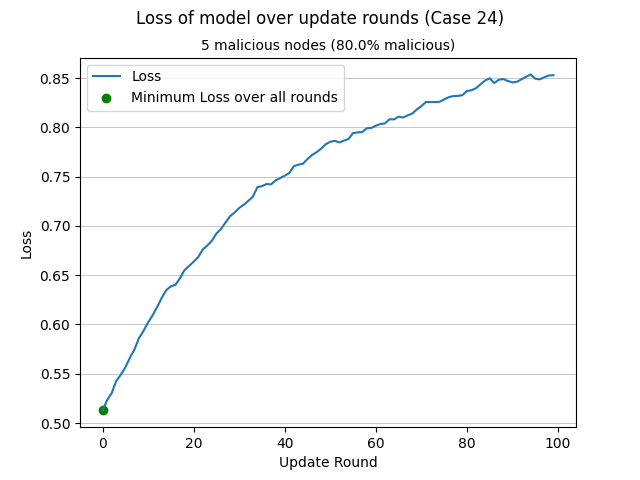 Loss of model over update rounds (Case 24)
5 malicious nodes (80.0% malicious)
Loss
Minimum Loss over all rounds
0.85
0.80
0.75
0.70
0.65
0.60
0.55
0.50
Loss
0 20 40 60 80 100
Update Round